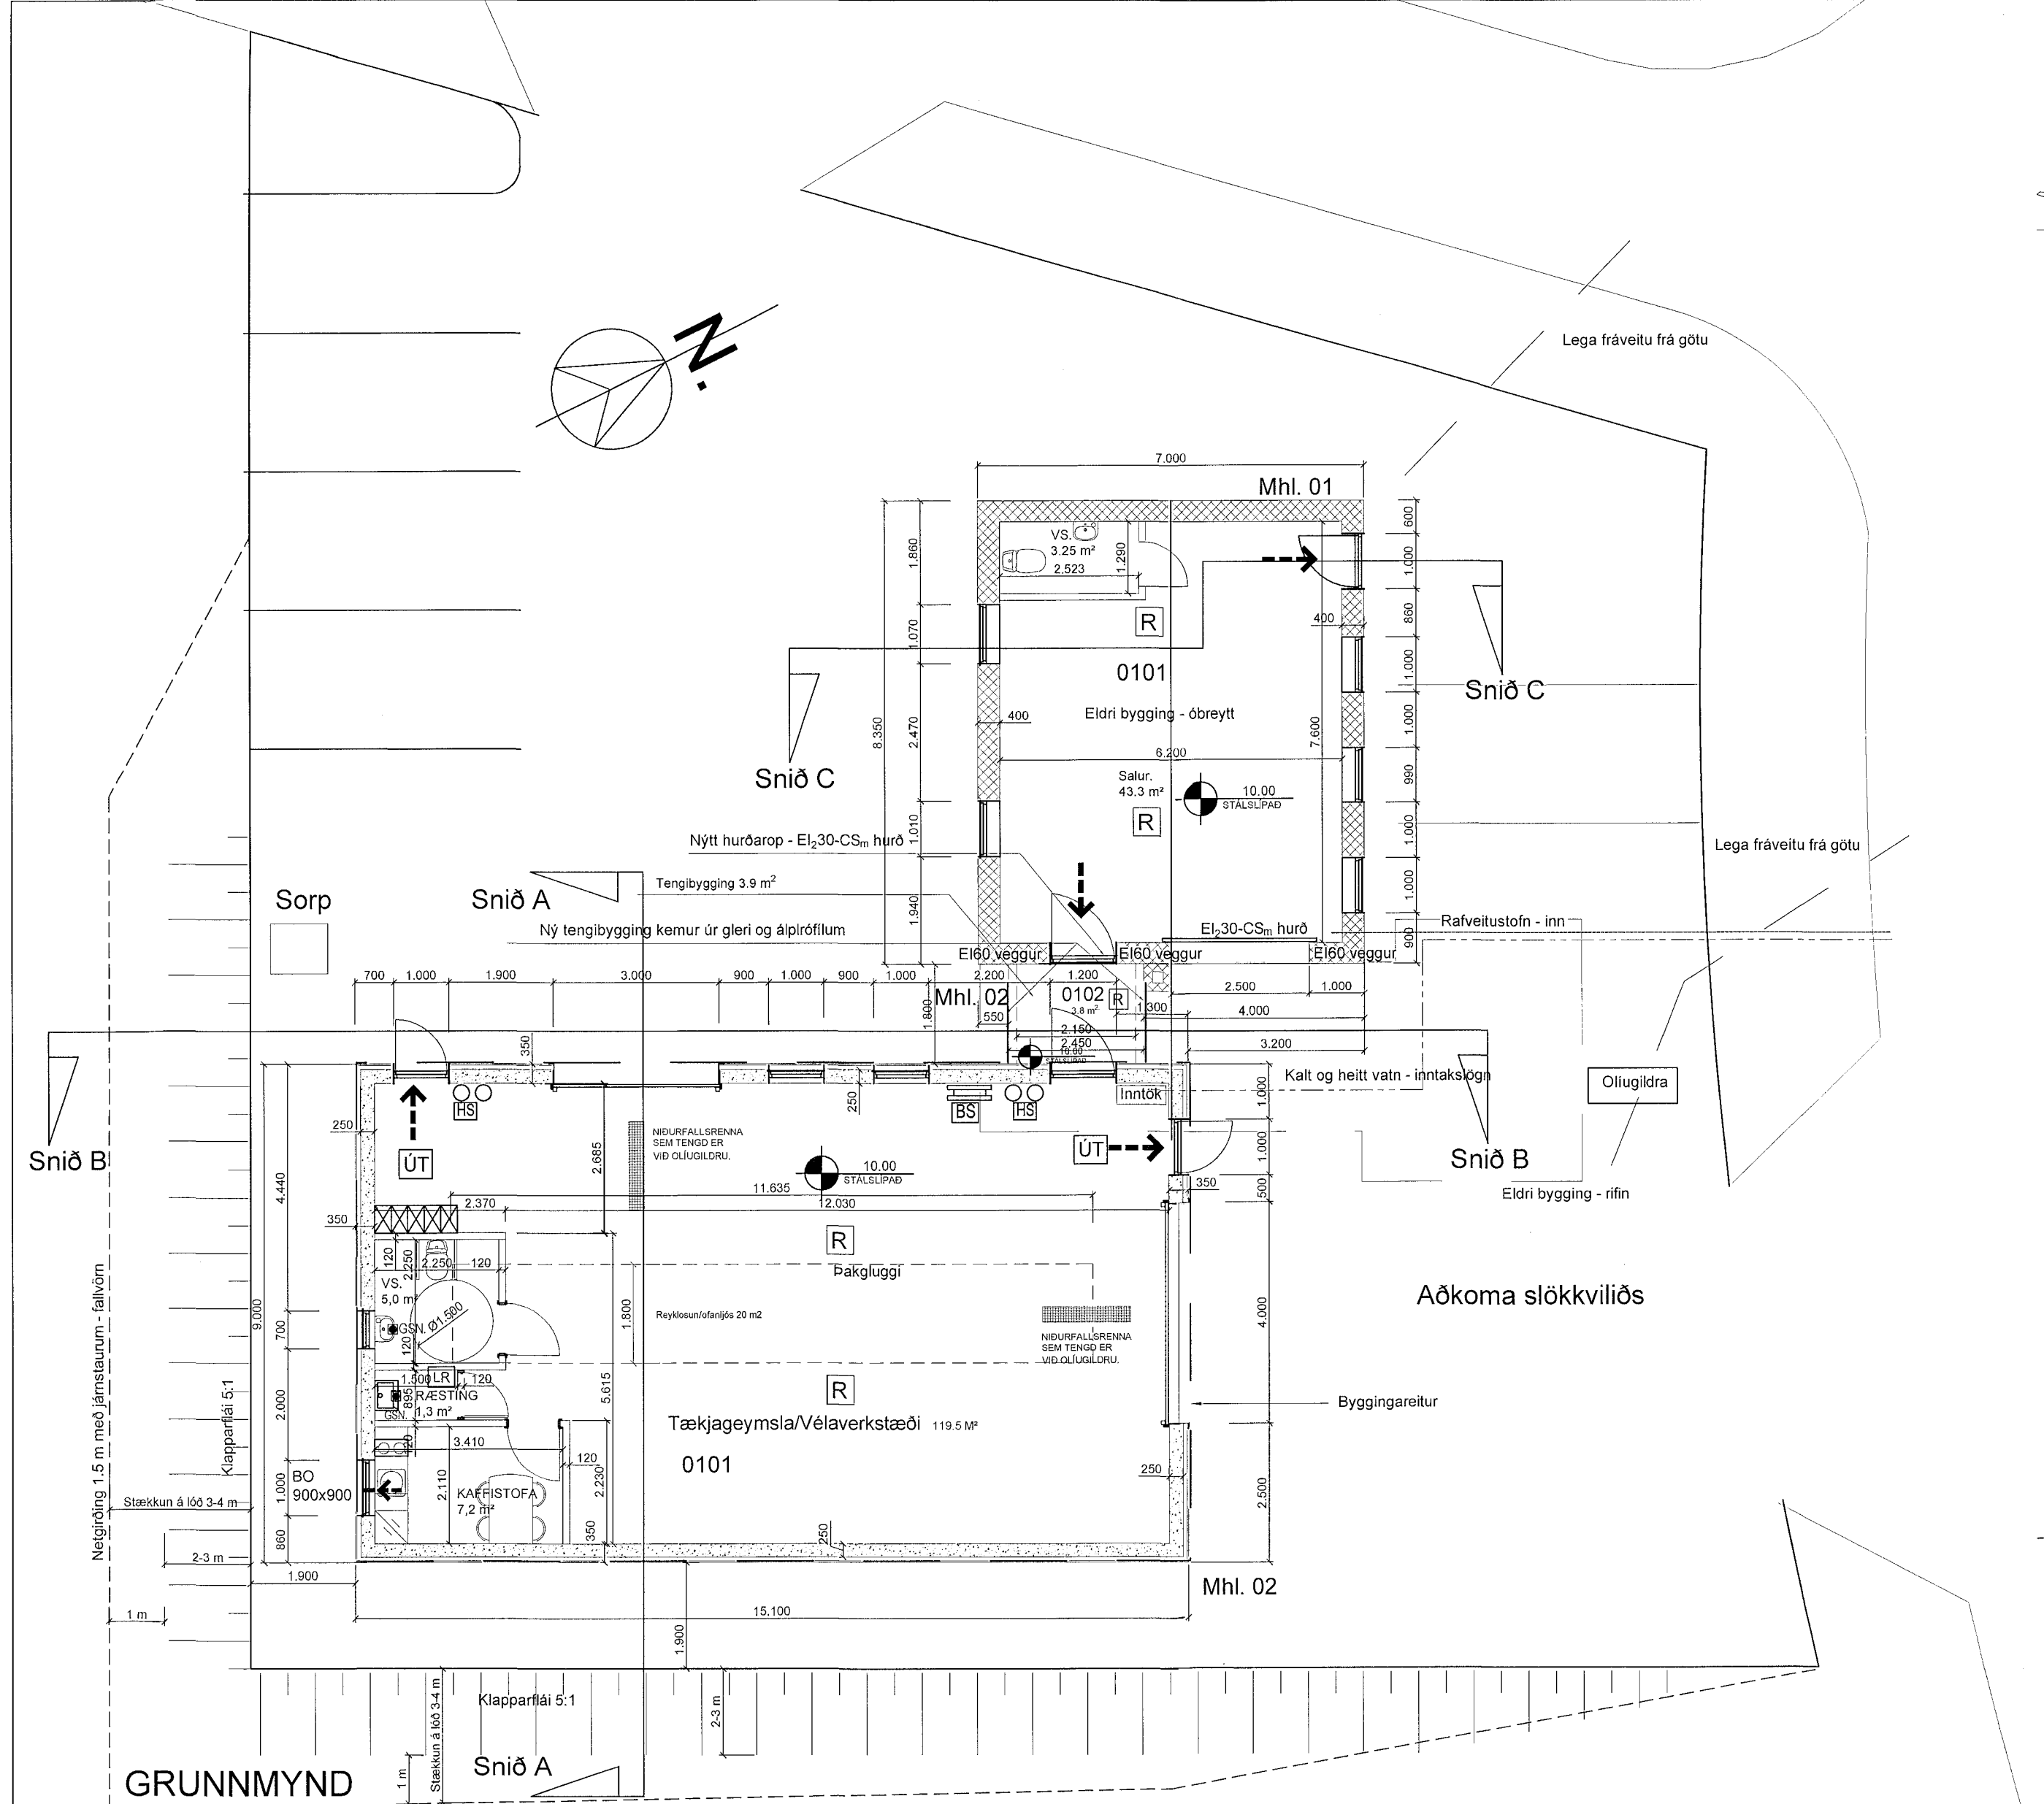 N.
Lega fráveitu frá götu
7.000
Mhl. 01
600
VS.
3.25 m²
2.523
1.290
1.860
1.000
860
400
R
1.070
0101
1.000
Snið C
Eldri bygging - óbreytt
400
8.350
2.470
7.600
1.000
6.200
Snið C
Salur.
43.3 m²
10.00
STÁLSLÍPAÐ
990
R
1.010
1.000
Nýtt hurðarop - EI₂30-CSₘ hurð
Lega fráveitu frá götu
Tengibygging 3.9 m²
1.000
Sorp
Snið A
1.940
Rafveitustofn - inn
Ný tengibygging kemur úr gleri og álplrófílum
EI₂30-CSₘ hurð
900
EI60 veggur
EI60 veggur
EI60 veggur
700
1.000
1.900
3.000
900
1.000
900
1.000
2.200
1.200
2.500
1.000
Mhl. 02
0102
R
3.8 m²
1.300
4.000
550
1.800
2.150
2.450
3.200
350
10.00
STÁLSLÍPAÐ
Kalt og heitt vatn - inntakslögn
Olíugildra
HS
250
BS
HS
Inntök
1.000
250
NIÐURFALLSRENNA
SEM TENGD ER
VIÐ OLÍUGILDRU.
ÚT
ÚT
1.000
Snið B
Snið B
2.685
10.00
STÁLSLÍPAÐ
4.440
11.635
350
500
Eldri bygging - rifin
2.370
12.030
350
R
120
2.250
2.250
120
Þakgluggi
VS.
5,0 m²
Aðkoma slökkviliðs
9.000
700
GSN.
Ø1.500
1.800
Reyklosun/ofanljós 20 m2
4.000
NIÐURFALLSRENNA
SEM TENGD ER
VIÐ OLÍUGILDRU.
120
1.500
LR
120
R
895
RÆSTING
1,3 m²
GSN.
5.615
2.000
Byggingareitur
Tækjageymsla/Vélaverkstæði 119.5 M²
120
3.410
0101
120
250
BO
900x900
1.000
2.110
KAFFISTOFA
7,2 m²
2.230
2.500
Netgirðing 1.5 m með járnstaurum - fallvörn
Klapparflái 5:1
Stækkun á lóð 3-4 m
860
350
250
2-3 m
1.900
Mhl. 02
1 m
15.100
1.900
Klapparflái 5:1
Stækkun á lóð 3-4 m
2-3 m
Snið A
1 m
GRUNNMYND